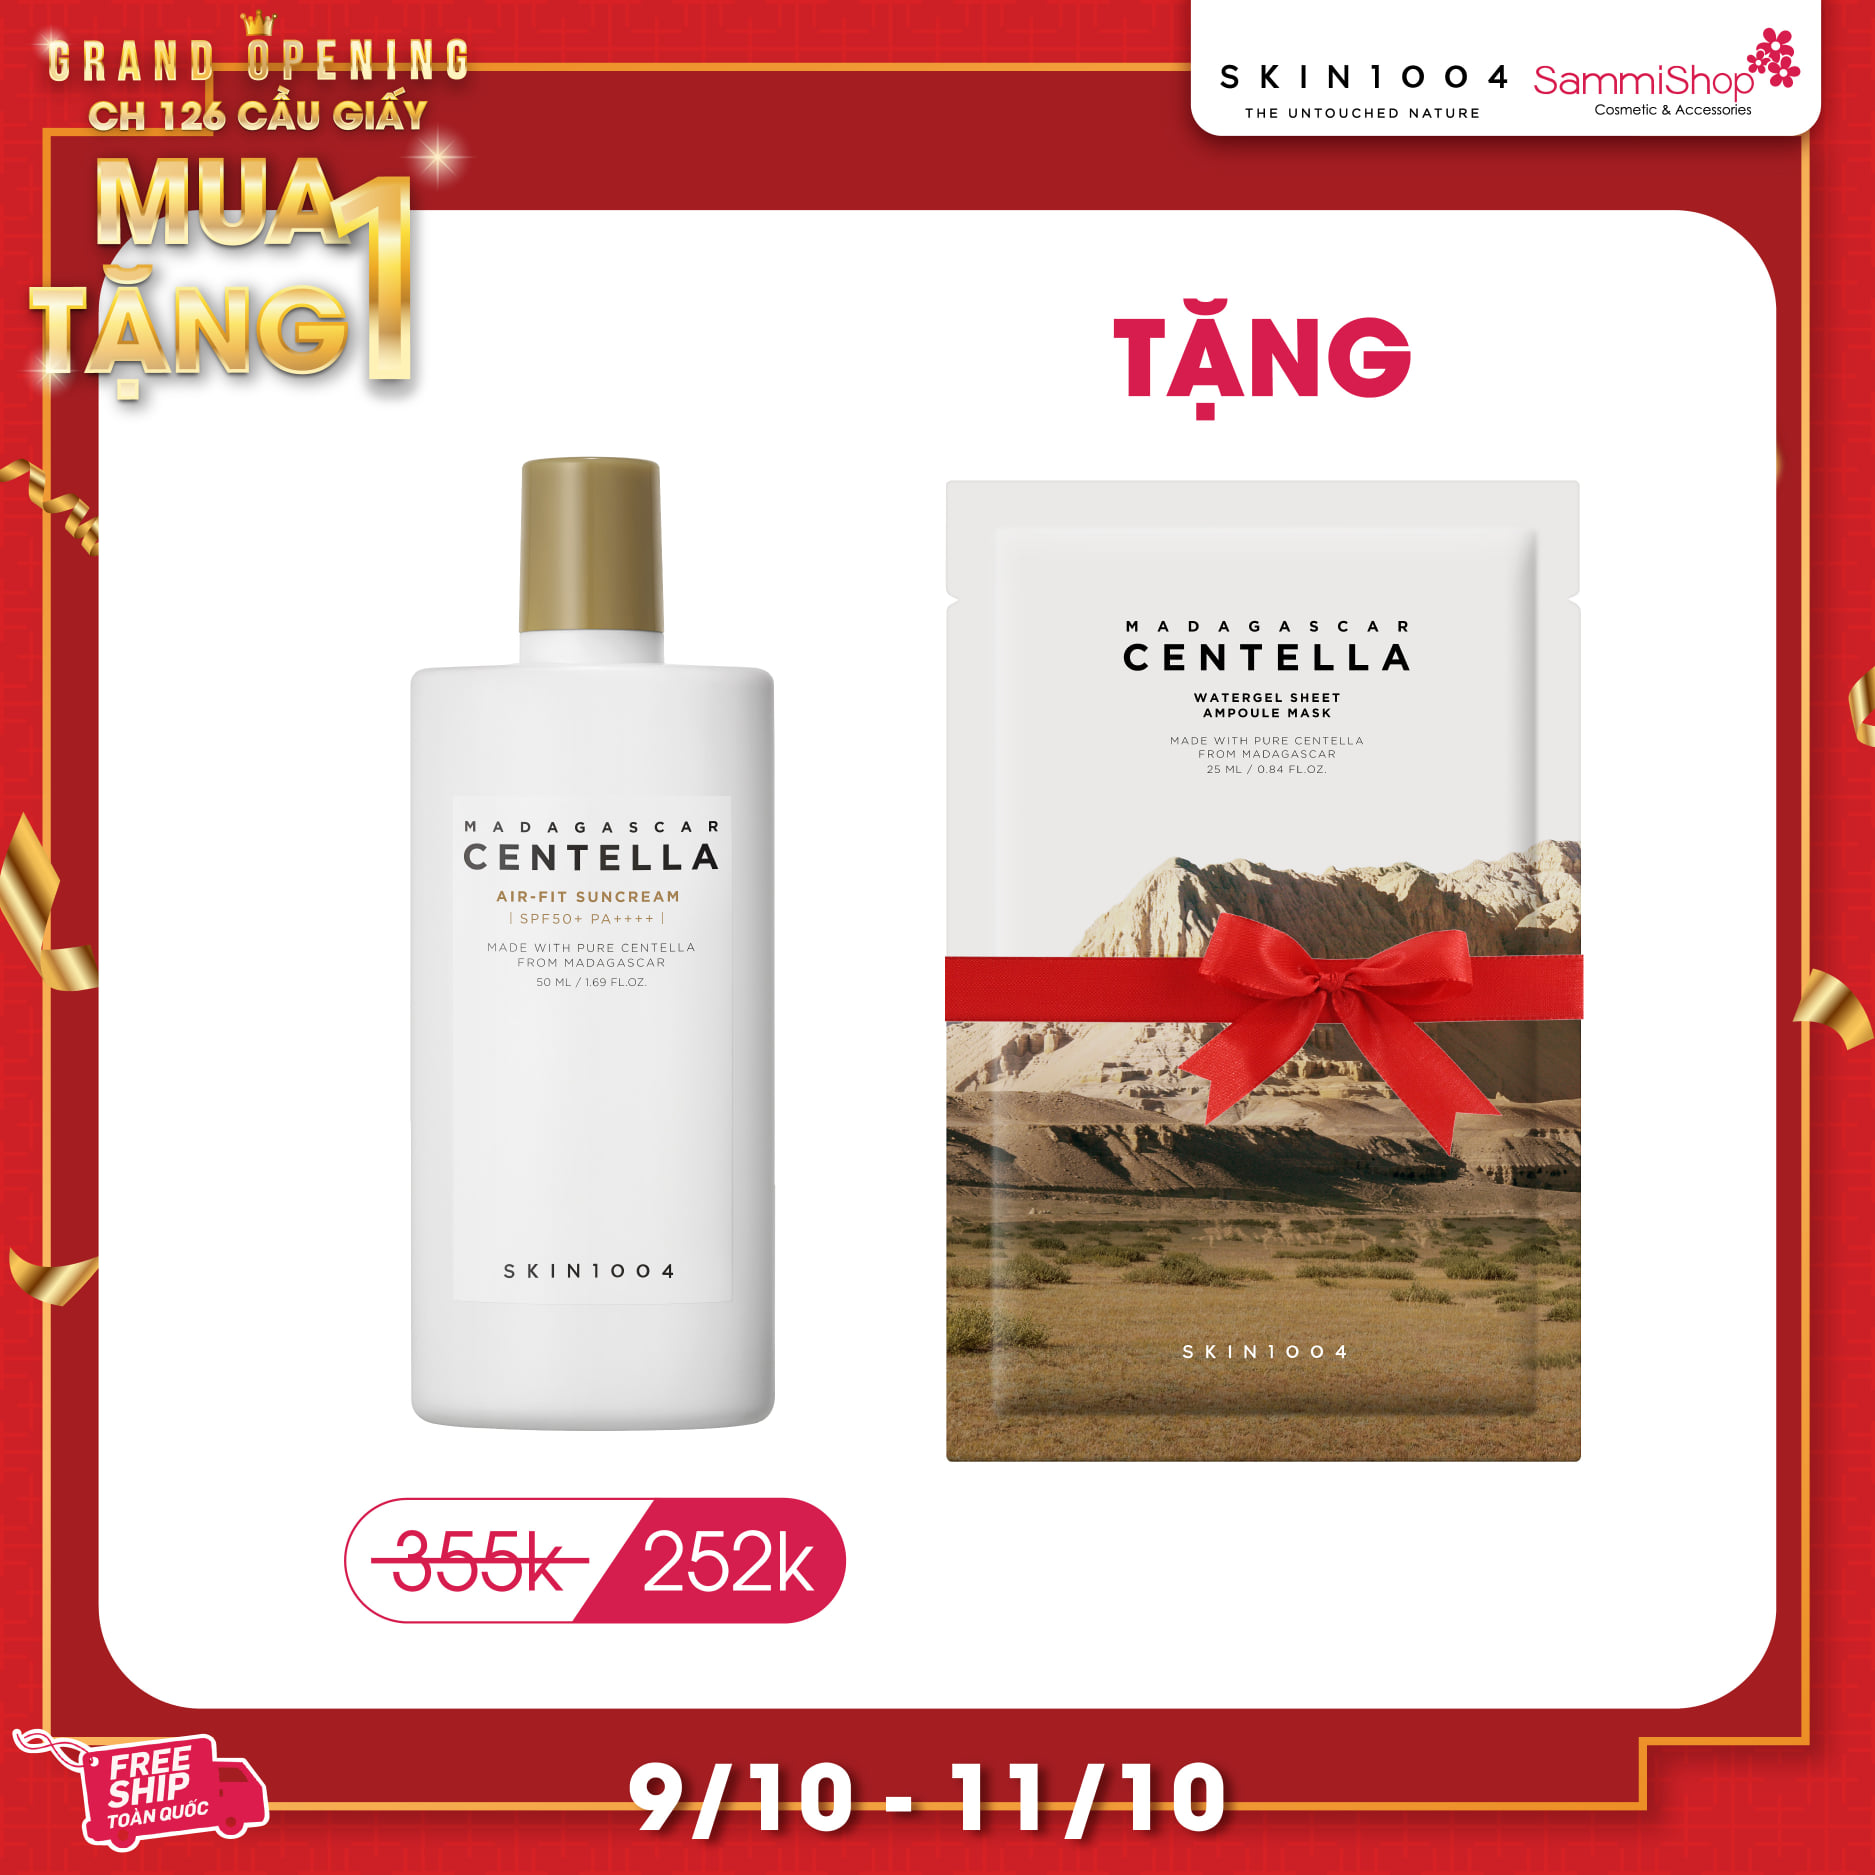 GRAND OPENING
CH 126 CẦU GIẤY
MUA 1
TẶNG 1
SKIN1004
THE UNTOUCHED NATURE
SammiShop
Cosmetic & Accessories
TẶNG
MADAGASCAR
CENTELLA
AIR-FIT SUNCREAM
| SPF50+ PA++++ |
MADE WITH PURE CENTELLA
FROM MADAGASCAR
50 ML / 1.69 FL.OZ.
SKIN1004
MADAGASCAR
CENTELLA
WATERGEL SHEET
AMPOULE MASK
MADE WITH PURE CENTELLA
FROM MADAGASCAR
25 ML / 0.84 FL.OZ.
SKIN1004
355k 252k
FREE
SHIP
TOÀN QUỐC
9/10 - 11/10